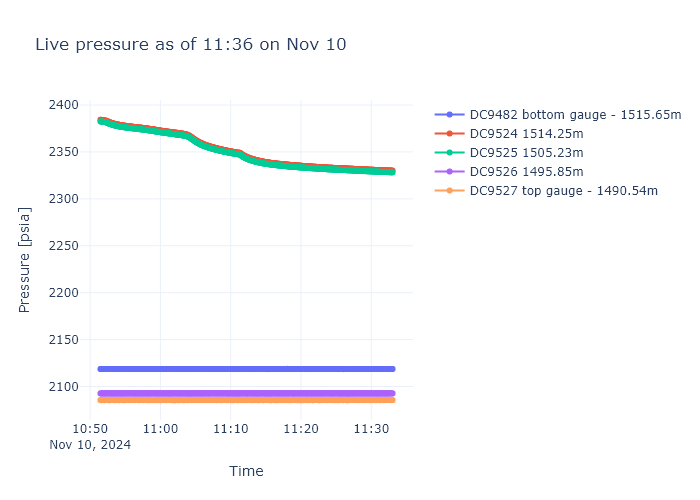 Live pressure as of 11:36 on Nov 10
2400
2350
2300
2250
2200
2150
2100
Pressure [psia]
10:50
Nov 10, 2024
11:00
11:10
11:20
11:30
Time
DC9482 bottom gauge - 1515.65m
DC9524 1514.25m
DC9525 1505.23m
DC9526 1495.85m
DC9527 top gauge - 1490.54m